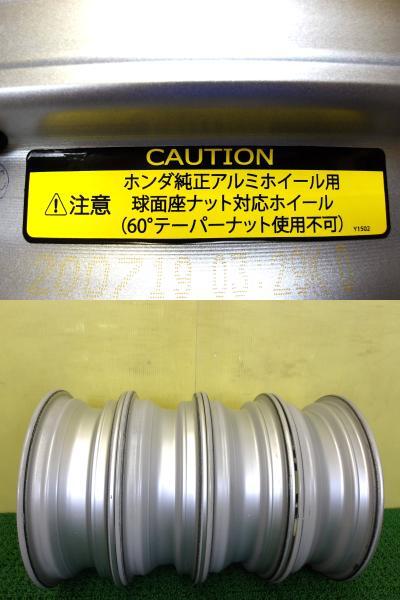 CAUTION
ホンダ純正アルミホイール用
⚠注意 球面座ナット対応ホイール
(60°テーパーナット使用不可)
Y1502